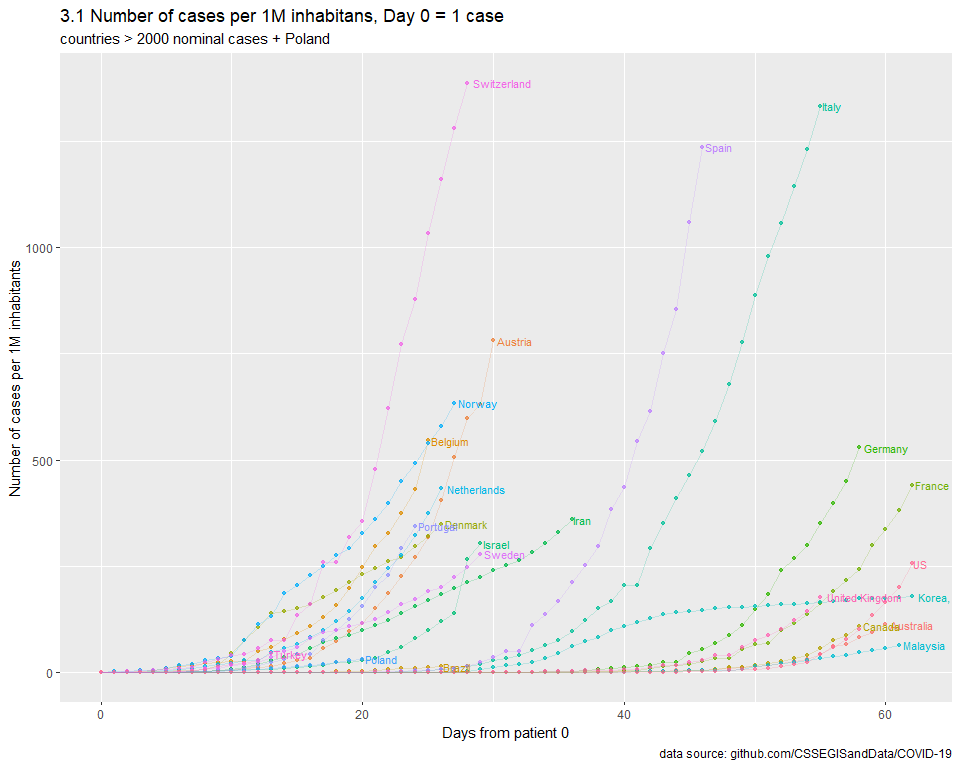 3.1 Number of cases per 1M inhabitans, Day 0 = 1 case
countries > 2000 nominal cases + Poland
Number of cases per 1M inhabitants
1000
500
0
Switzerland
Italy
Spain
Austria
Norway
Belgium
Germany
Netherlands
France
Iran
Denmark
Portugal
Israel
Sweden
US
United Kingdom
Korea,
Canada
Australia
Malaysia
Turkey
Poland
Brazil
0
20
40
60
Days from patient 0
data source: github.com/CSSEGISandData/COVID-19